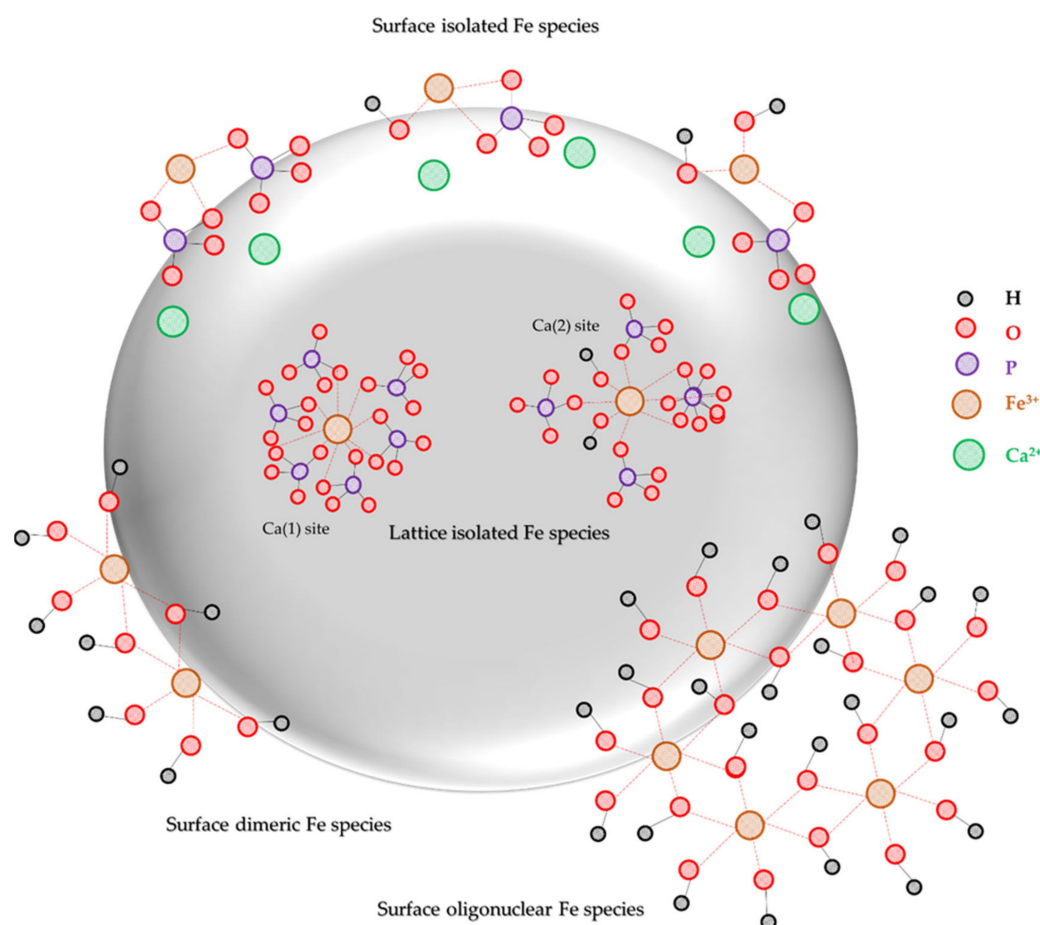 Surface isolated Fe species
Ca(2) site
Ca(1) site
Lattice isolated Fe species
Surface dimeric Fe species
Surface oligonuclear Fe species
H
O
P
Fe³⁺
Ca²⁺